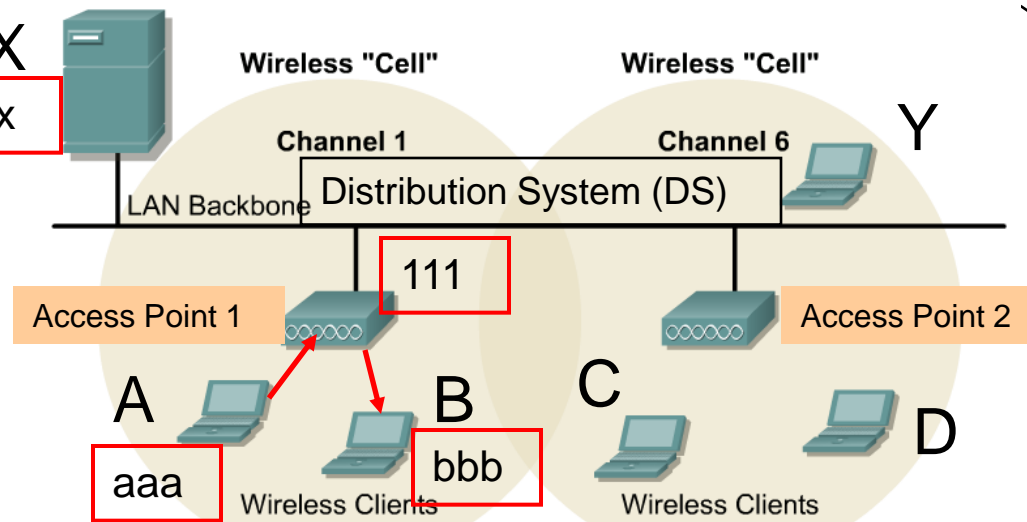 X
x
Wireless "Cell"
Wireless "Cell"
Channel 1
Channel 6
Y
Distribution System (DS)
LAN Backbone
111
Access Point 1
Access Point 2
A
B
C
D
aaa
bbb
Wireless Clients
Wireless Clients